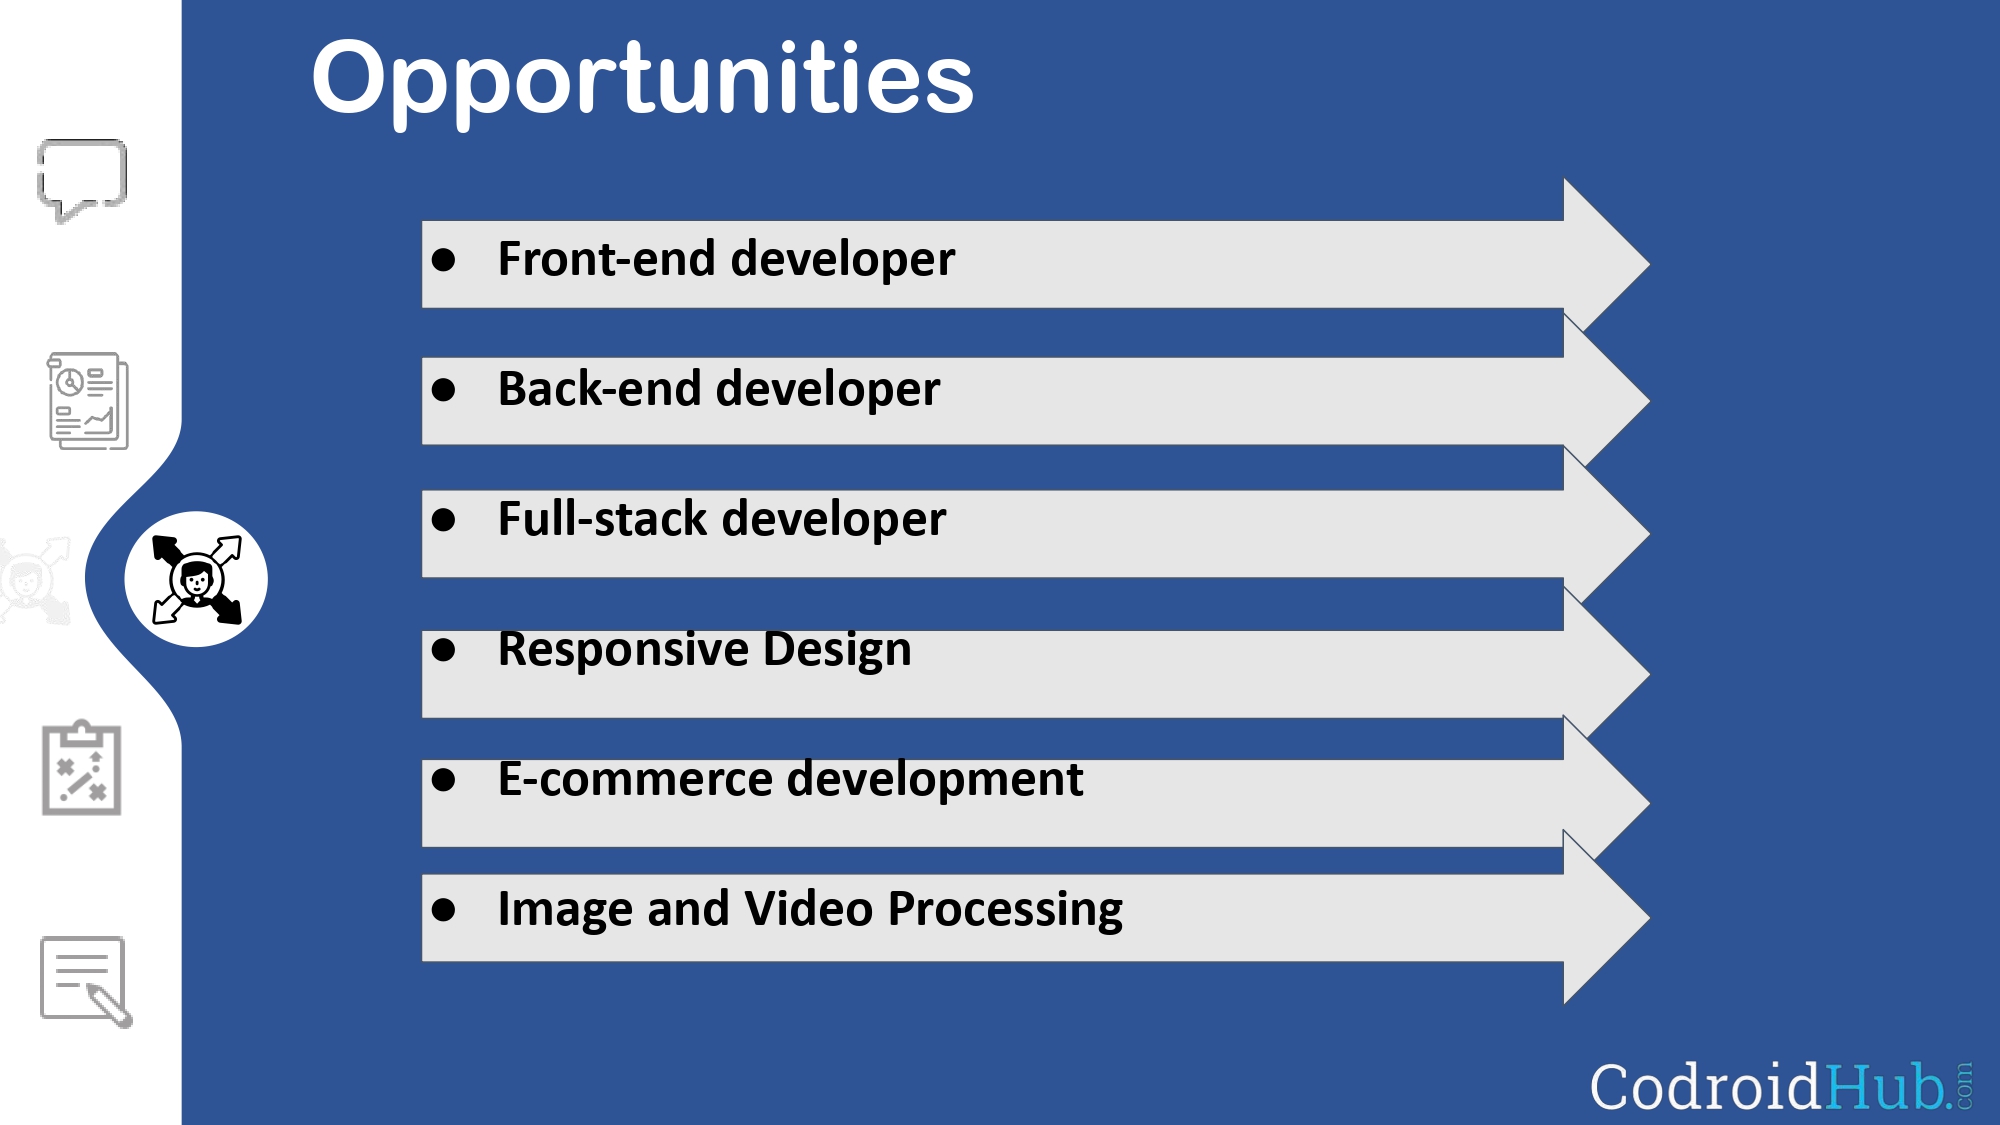 Opportunities
● Front-end developer
● Back-end developer
● Full-stack developer
● Responsive Design
● E-commerce development
● Image and Video Processing
CodroidHub.com